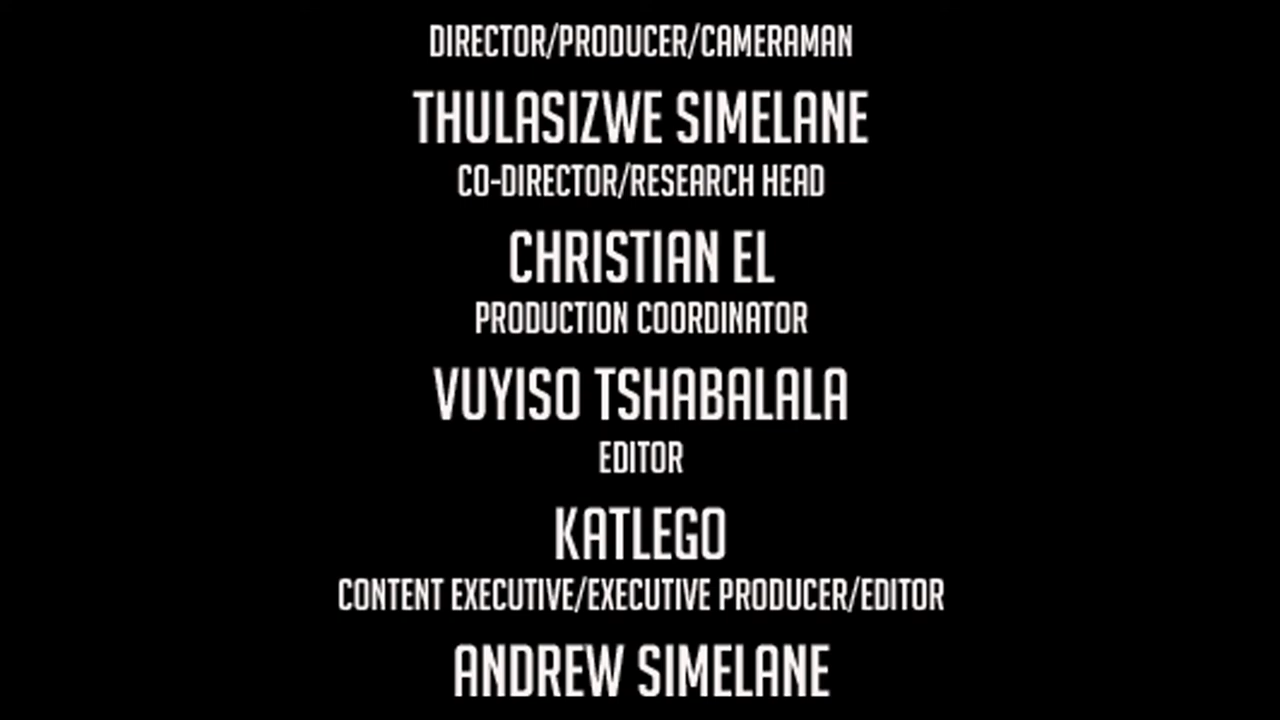 DIRECTOR/PRODUCER/CAMERAMAN
THULASIZWE SIMELANE
CO-DIRECTOR/RESEARCH HEAD
CHRISTIAN EL
PRODUCTION COORDINATOR
VUYISO TSHABALALA
EDITOR
KATLEGO
CONTENT EXECUTIVE/EXECUTIVE PRODUCER/EDITOR
ANDREW SIMELANE